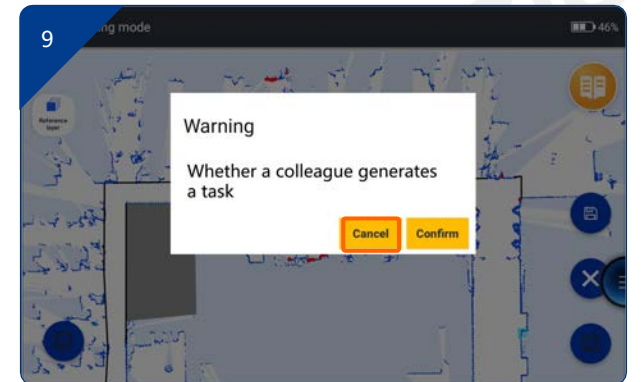 9
ng mode
46%
Reference
layer
Warning
Whether a colleague generates
a task
Cancel
Confirm